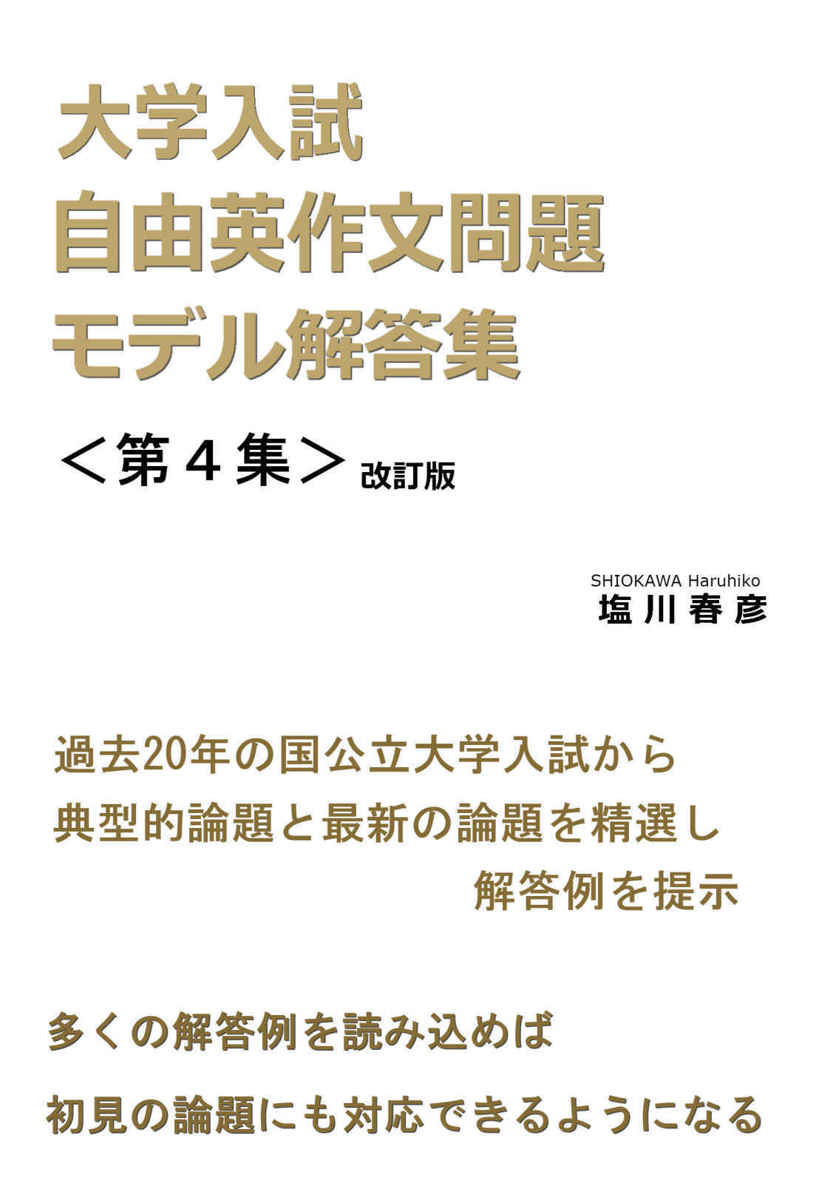 大学入試
自由英作文問題
モデル解答集
＜第４集＞ 改訂版
SHIOKAWA Haruhiko
塩川春彦
過去20年の国公立大学入試から
典型的論題と最新の論題を精選し
解答例を提示
多くの解答例を読み込めば
初見の論題にも対応できるようになる